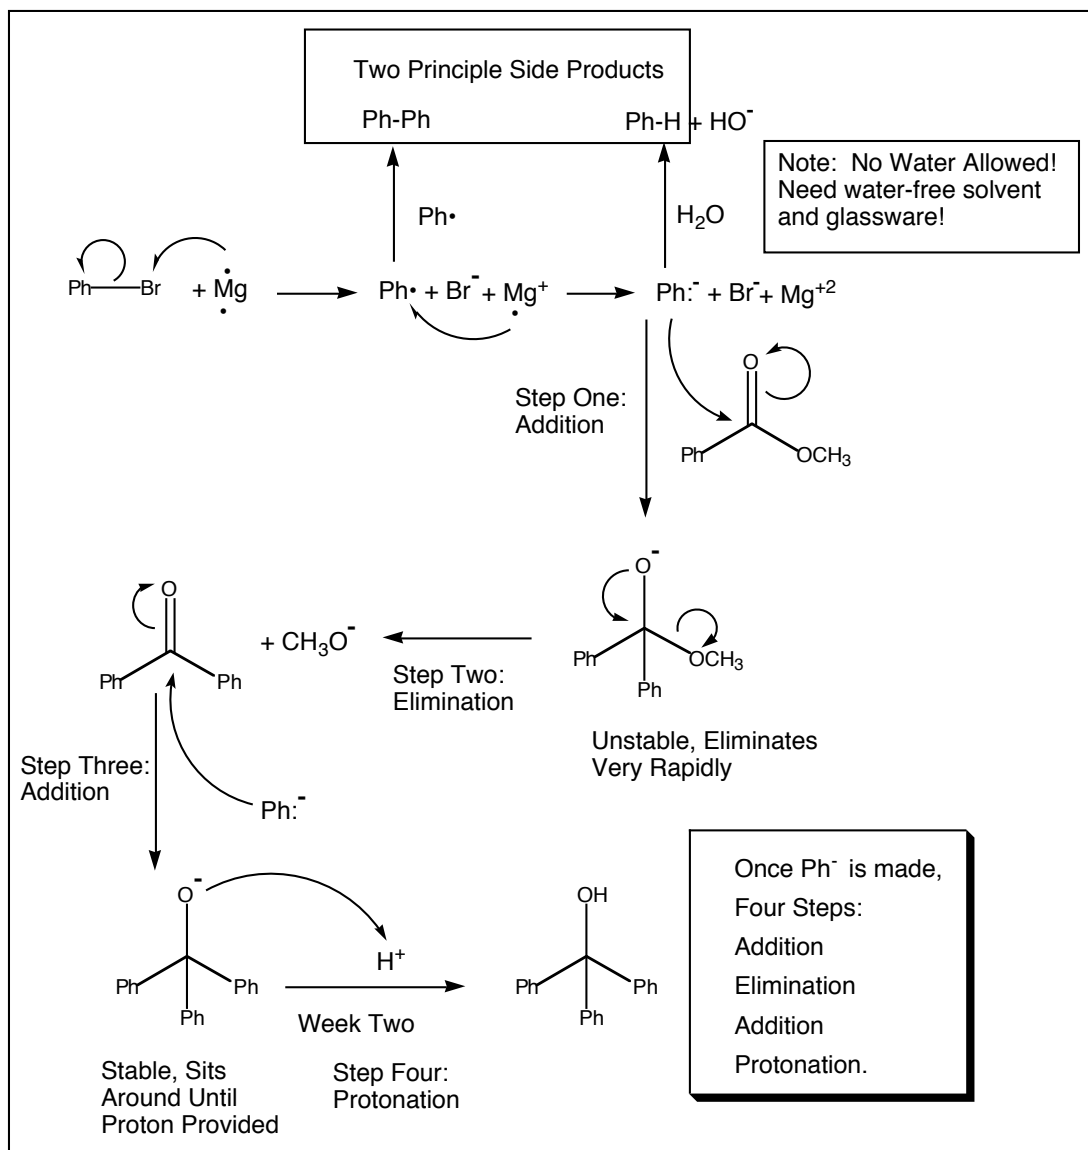 Two Principle Side Products
Ph-Ph
Ph-H + HO⁻
Note: No Water Allowed!
Need water-free solvent
and glassware!
Ph•
H₂O
Ph Br + Mg
Ph• + Br⁻ + Mg⁺
Ph:⁻ + Br⁻ + Mg⁺²
Step One:
Addition
O
Ph OCH₃
O⁻
Ph OCH₃
Ph
Unstable, Eliminates
Very Rapidly
Step Two:
Elimination
O
Ph Ph
+ CH₃O⁻
Step Three:
Addition
Ph:⁻
O⁻
Ph Ph
Ph
Stable, Sits
Around Until
Proton Provided
H⁺
Week Two
Step Four:
Protonation
OH
Ph Ph
Ph
Once Ph⁻ is made,
Four Steps:
Addition
Elimination
Addition
Protonation.